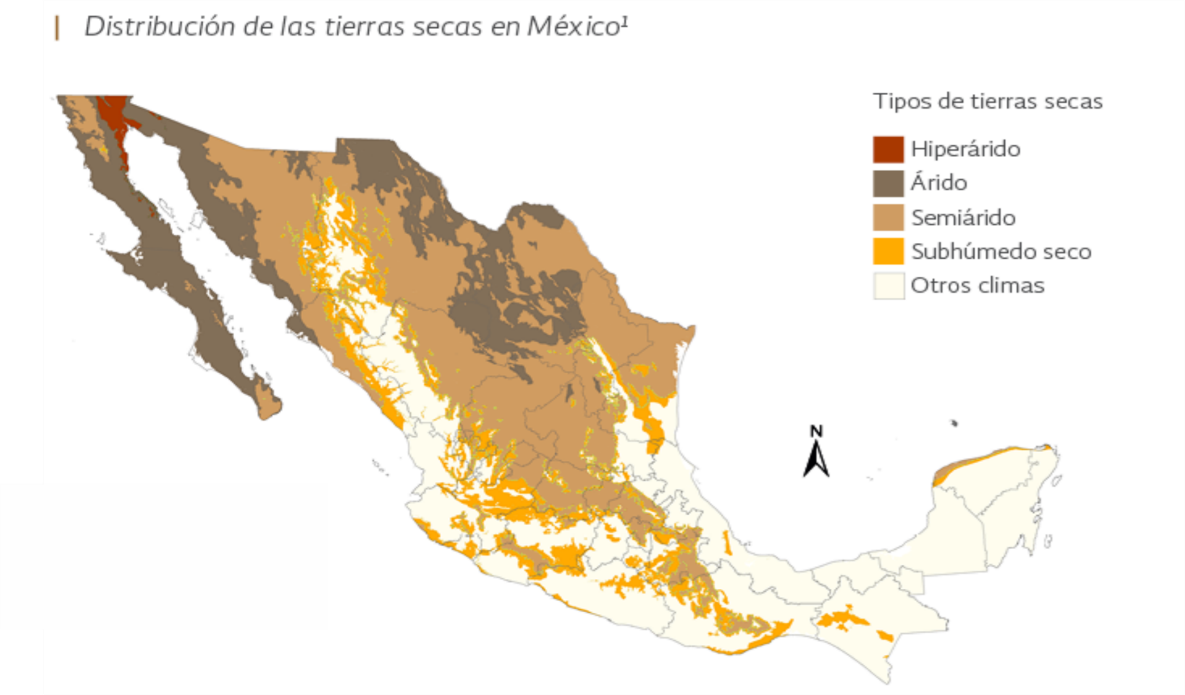 Distribución de las tierras secas en México¹
Tipos de tierras secas
Hiperárido
Árido
Semiárido
Subhúmedo seco
Otros climas
N